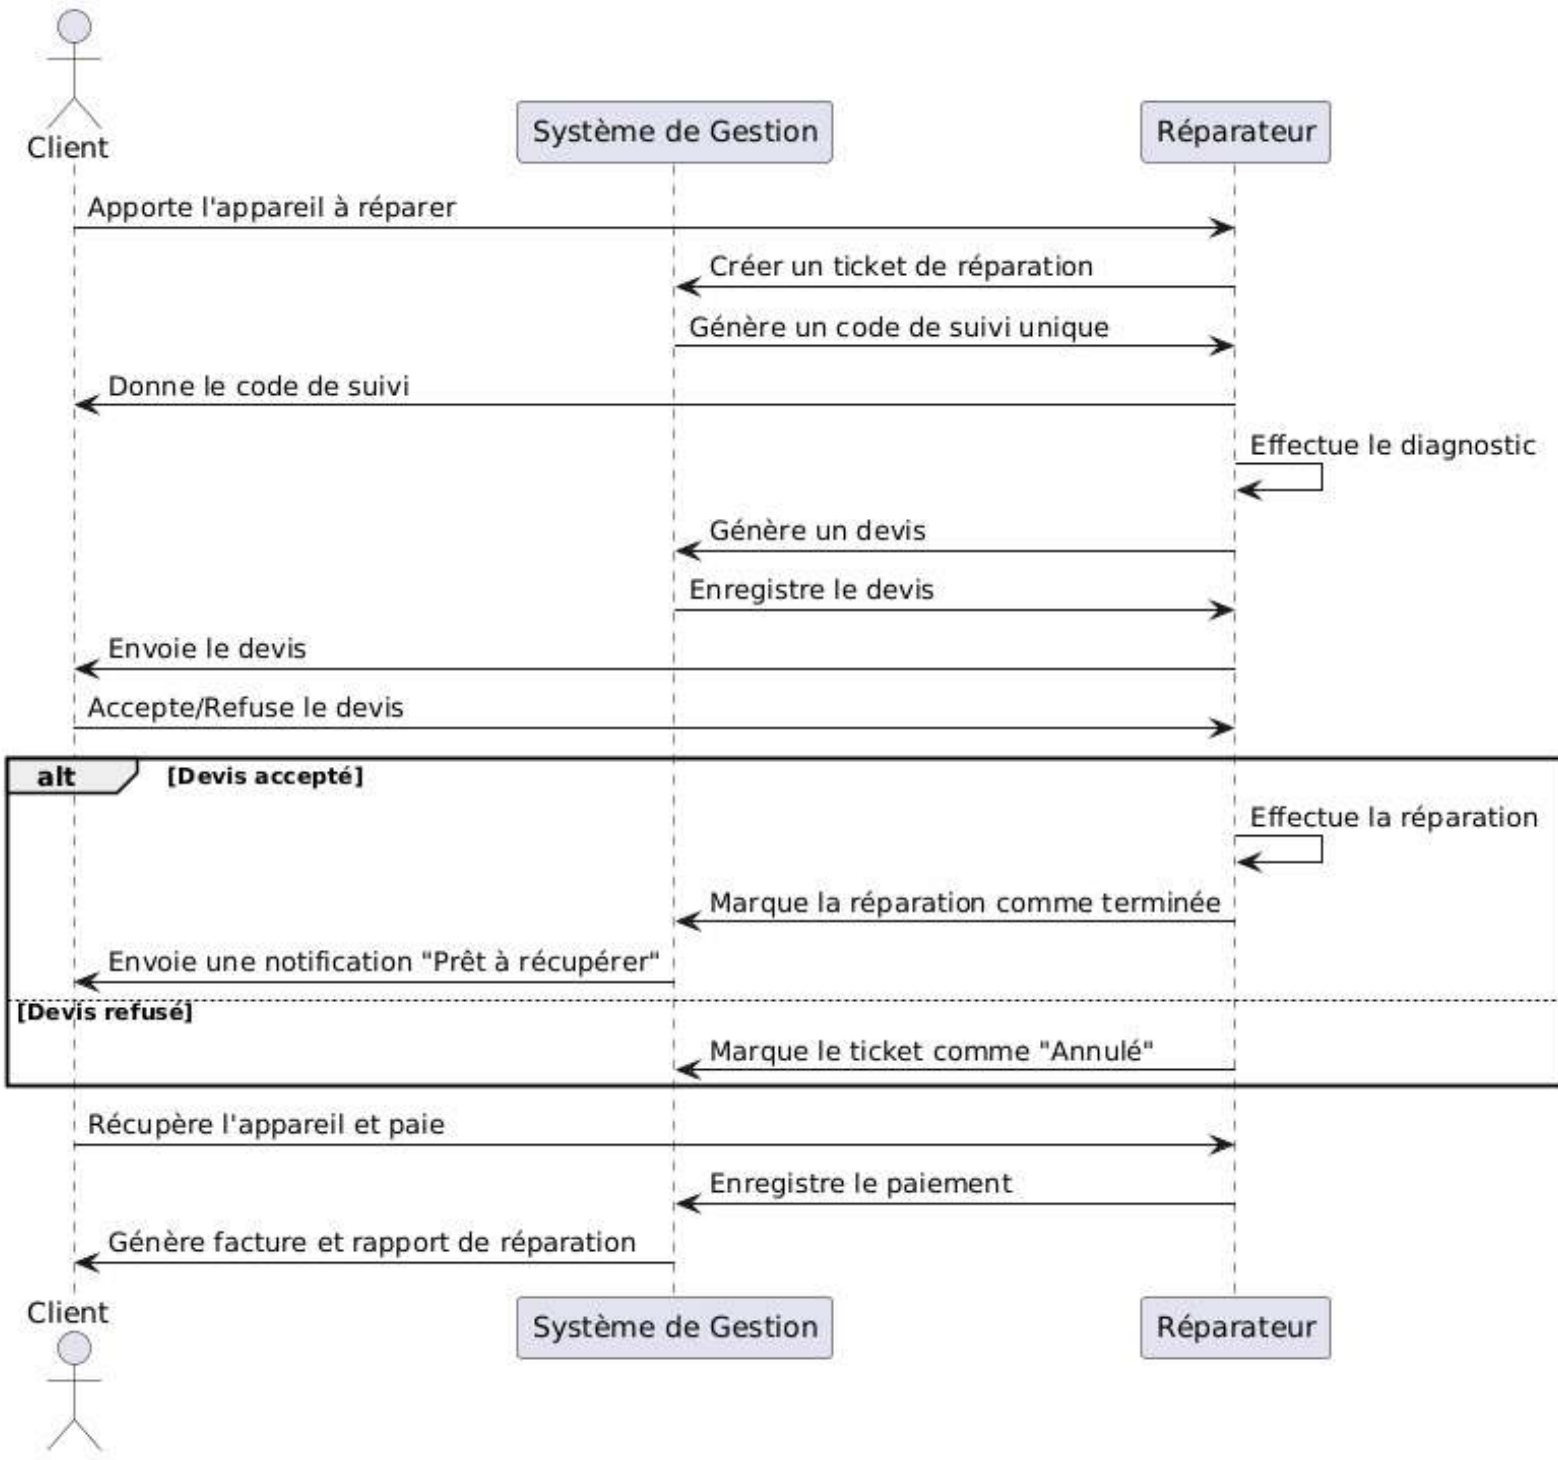 Client
Système de Gestion
Réparateur
Apporte l'appareil à réparer
Créer un ticket de réparation
Génère un code de suivi unique
Donne le code de suivi
Effectue le diagnostic
Génère un devis
Enregistre le devis
Envoie le devis
Accepte/Refuse le devis
alt [Devis accepté]
Effectue la réparation
Marque la réparation comme terminée
Envoie une notification "Prêt à récupérer"
[Devis refusé]
Marque le ticket comme "Annulé"
Récupère l'appareil et paie
Enregistre le paiement
Génère facture et rapport de réparation
Client
Système de Gestion
Réparateur